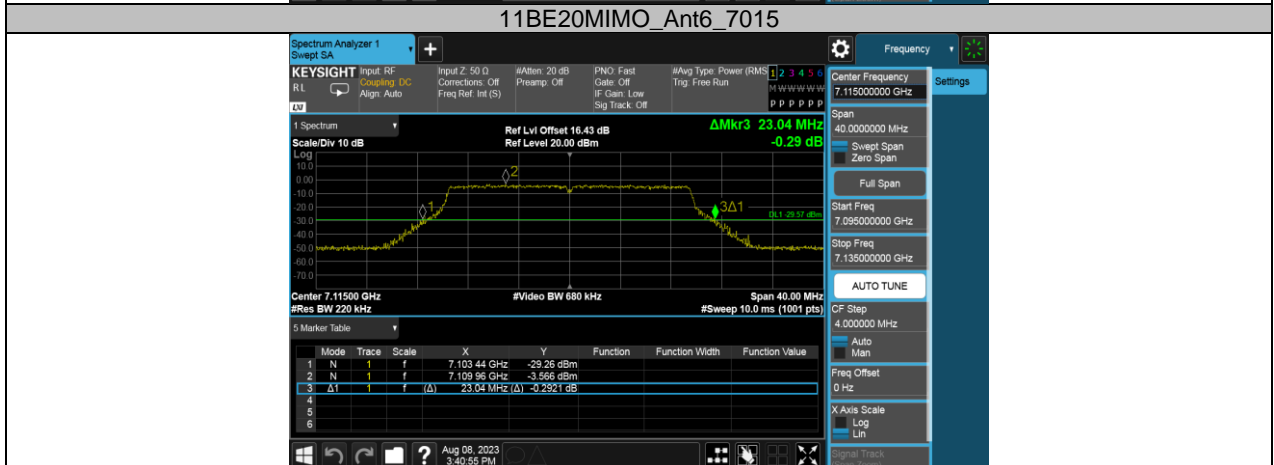 11BE20MIMO_Ant6_7015
Spectrum Analyzer 1
Swept SA
+
Frequency
KEYSIGHT
RL
LXI
Input: RF
Coupling: DC
Align: Auto
Input Z: 50 Ω
Corrections: Off
Freq Ref: Int (S)
#Atten: 20 dB
Preamp: Off
PNO: Fast
Gate: Off
IF Gain: Low
Sig Track: Off
#Avg Type: Power (RMS
Trig: Free Run
1 2 3 4 5 6
M W W W W W
P P P P P P
Center Frequency
7.115000000 GHz
Settings
1 Spectrum
Scale/Div 10 dB
Ref Lvl Offset 16.43 dB
Ref Level 20.00 dBm
ΔMkr3 23.04 MHz
-0.29 dB
Log
10.0
0.00
-10.0
-20.0
-30.0
-40.0
-50.0
-60.0
-70.0
1
2
3Δ1
DL1 -29.57 dBm
Center 7.11500 GHz
#Res BW 220 kHz
#Video BW 680 kHz
Span 40.00 MHz
#Sweep 10.0 ms (1001 pts)
Span
40.0000000 MHz
Swept Span
Zero Span
Full Span
Start Freq
7.095000000 GHz
Stop Freq
7.135000000 GHz
AUTO TUNE
CF Step
4.000000 MHz
Auto
Man
Freq Offset
0 Hz
X Axis Scale
Log
Lin
Signal Track
5 Marker Table
Mode Trace Scale X Y Function Function Width Function Value
1 N 1 f 7.103 44 GHz -29.26 dBm
2 N 1 f 7.109 96 GHz -3.566 dBm
3 Δ1 1 f (Δ) 23.04 MHz (Δ) -0.2921 dB
4
5
6
?
Aug 08, 2023
3:40:55 PM